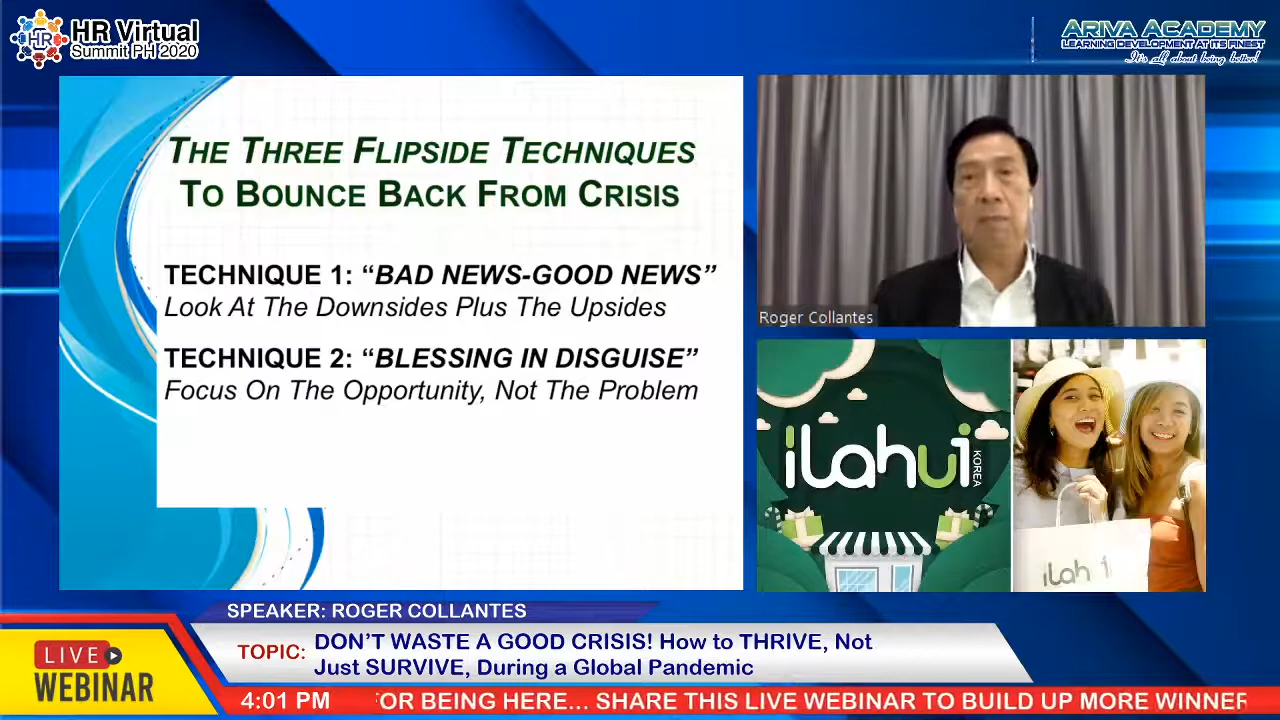 HR Virtual
Summit PH 2020
HR
ARIVA ACADEMY
LEARNING DEVELOPMENT AT ITS FINEST
It's all about being better!
THE THREE FLIPSIDE TECHNIQUES
TO BOUNCE BACK FROM CRISIS
TECHNIQUE 1: “BAD NEWS-GOOD NEWS”
Look At The Downsides Plus The Upsides
TECHNIQUE 2: “BLESSING IN DISGUISE”
Focus On The Opportunity, Not The Problem
Roger Collantes
ilahui
KOREA
SPEAKER: ROGER COLLANTES
TOPIC: DON’T WASTE A GOOD CRISIS! How to THRIVE, Not
Just SURVIVE, During a Global Pandemic
LIVE
WEBINAR
4:01 PM OR BEING HERE... SHARE THIS LIVE WEBINAR TO BUILD UP MORE WINNER